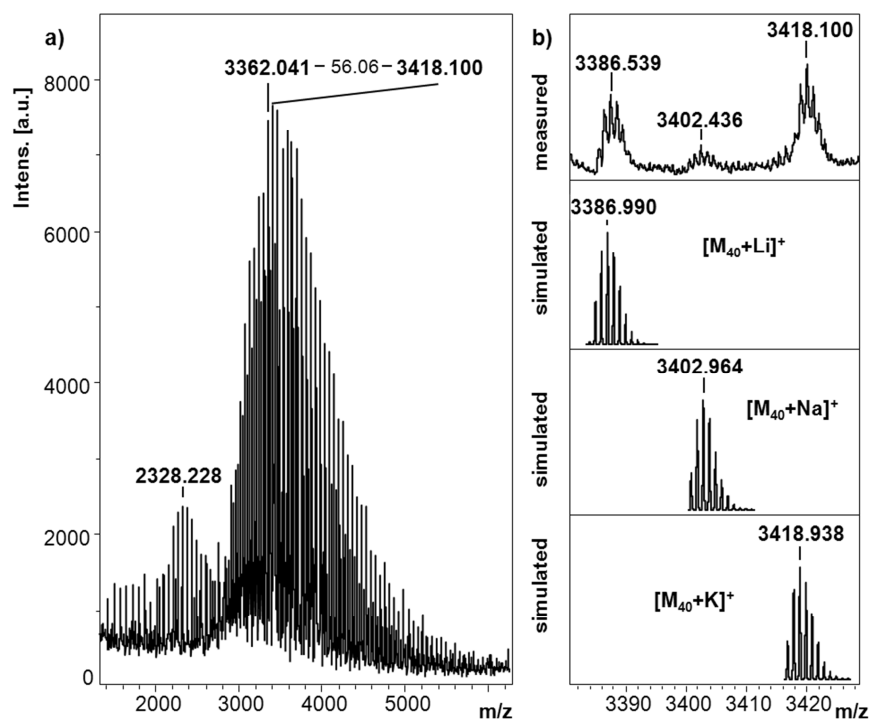 a)
3362.041 – 56.06 – 3418.100
2328.228
Intens. [a.u.]
8000
6000
4000
2000
0
2000
3000
4000
5000
m/z
b)
3418.100
3386.539
3402.436
measured
3386.990
[M₄₀+Li]⁺
simulated
3402.964
[M₄₀+Na]⁺
simulated
3418.938
[M₄₀+K]⁺
simulated
3390
3400
3410
3420
m/z